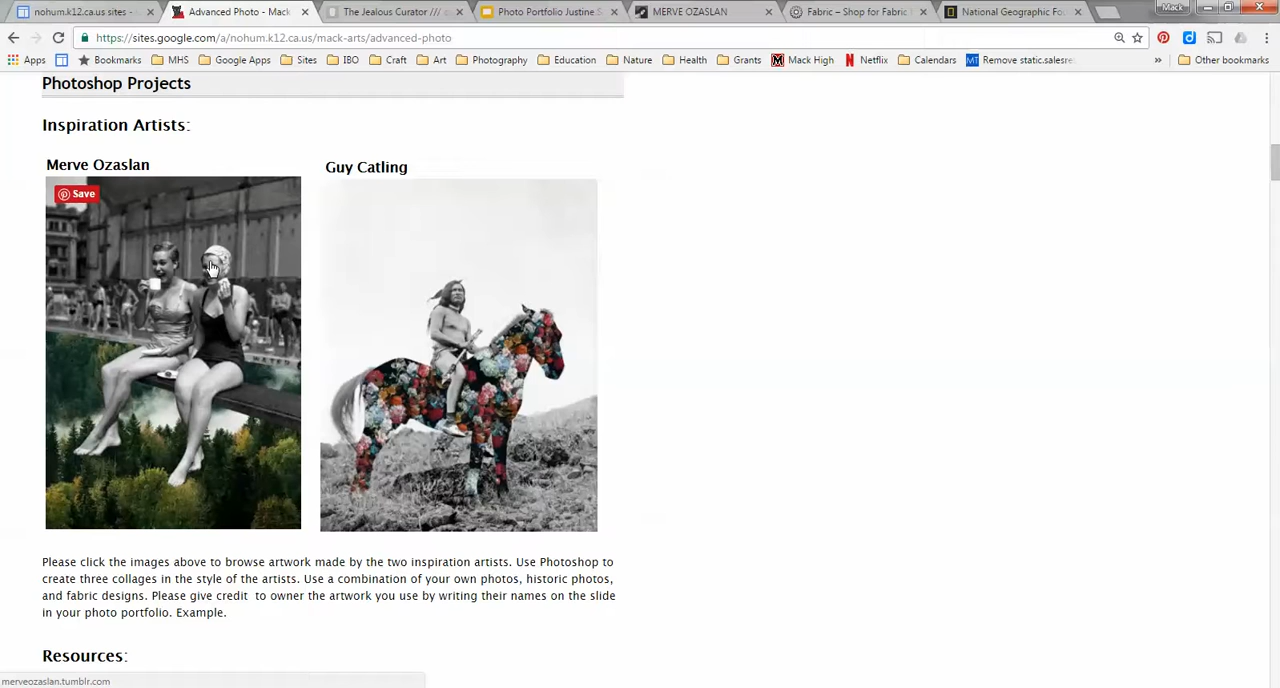 nohum.k12.ca.us sites -
Advanced Photo - Mack
The Jealous Curator /// c
Photo Portfolio Justine.S
MERVE OZASLAN
Fabric – Shop for Fabric
National Geographic Fo
Mack
https://sites.google.com/a/nohum.k12.ca.us/mack-arts/advanced-photo
Apps
Bookmarks
MHS
Google Apps
Sites
IBO
Craft
Art
Photography
Education
Nature
Health
Grants
Mack High
Netflix
Calendars
MT Remove static.salesre
» Other bookmarks
Photoshop Projects
Inspiration Artists:
Merve Ozaslan
Guy Catling
Save
Please click the images above to browse artwork made by the two inspiration artists. Use Photoshop to
create three collages in the style of the artists. Use a combination of your own photos, historic photos,
and fabric designs. Please give credit to owner the artwork you use by writing their names on the slide
in your photo portfolio. Example.
Resources:
merveozaslan.tumblr.com